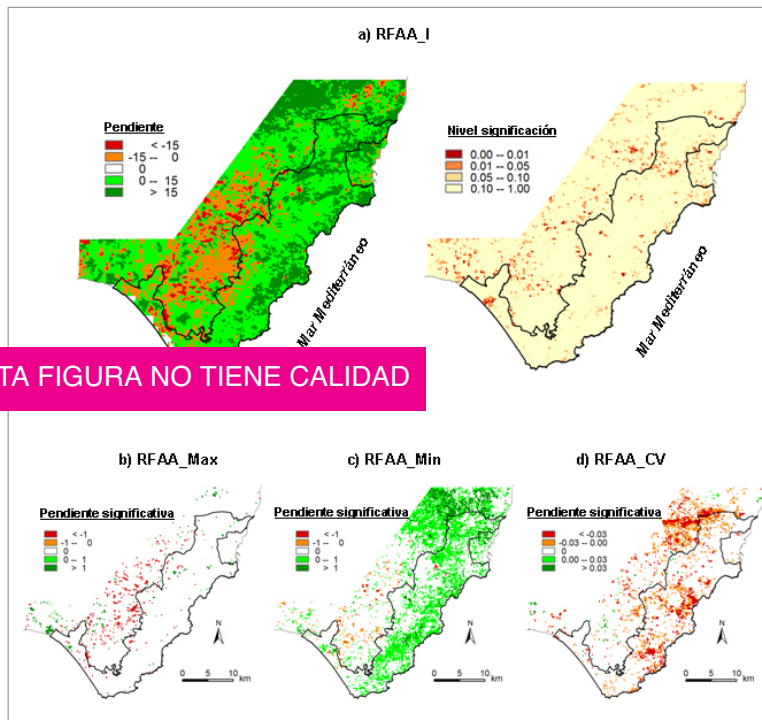 a) RFAA_I
Pendiente
< -15
-15 -- 0
0
0 -- 15
> 15
Mar Mediterráneo
Nivel significación
0.00 -- 0.01
0.01 -- 0.05
0.05 -- 0.10
0.10 -- 1.00
Mar Mediterráneo
TA FIGURA NO TIENE CALIDAD
b) RFAA_Max
Pendiente significativa
< -1
-1 -- 0
0
0 -- 1
> 1
N
0 5 10
km
c) RFAA_Min
Pendiente significativa
< -1
-1 -- 0
0
0 -- 1
> 1
N
0 5 10
km
d) RFAA_CV
Pendiente significativa
< -0.03
-0.03 -- 0.00
0
0.00 -- 0.03
> 0.03
N
0 5 10
km